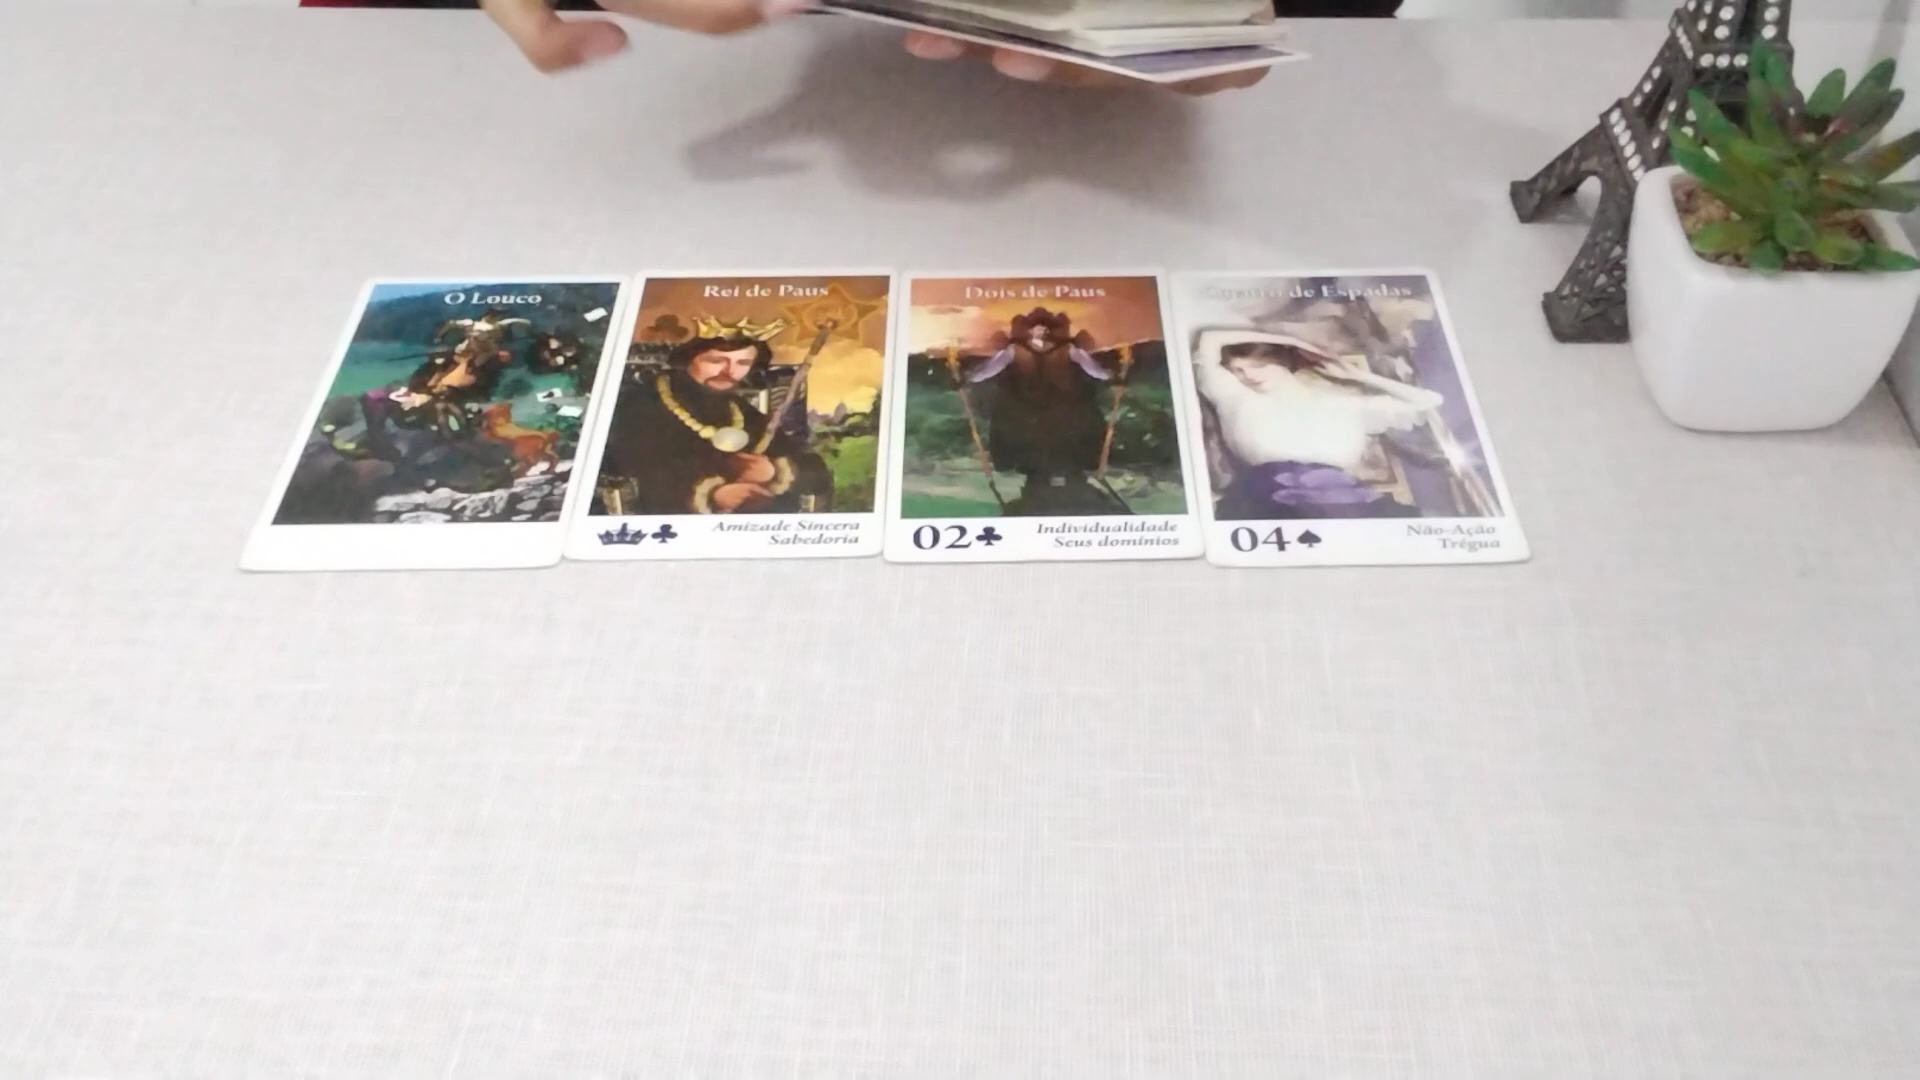 O Louco
Rei de Paus
Amizade Sincera
Sabedoria
Dois de Paus
02
Individualidade
Seus domínios
de Espadas
04
Não-Ação
Trégua